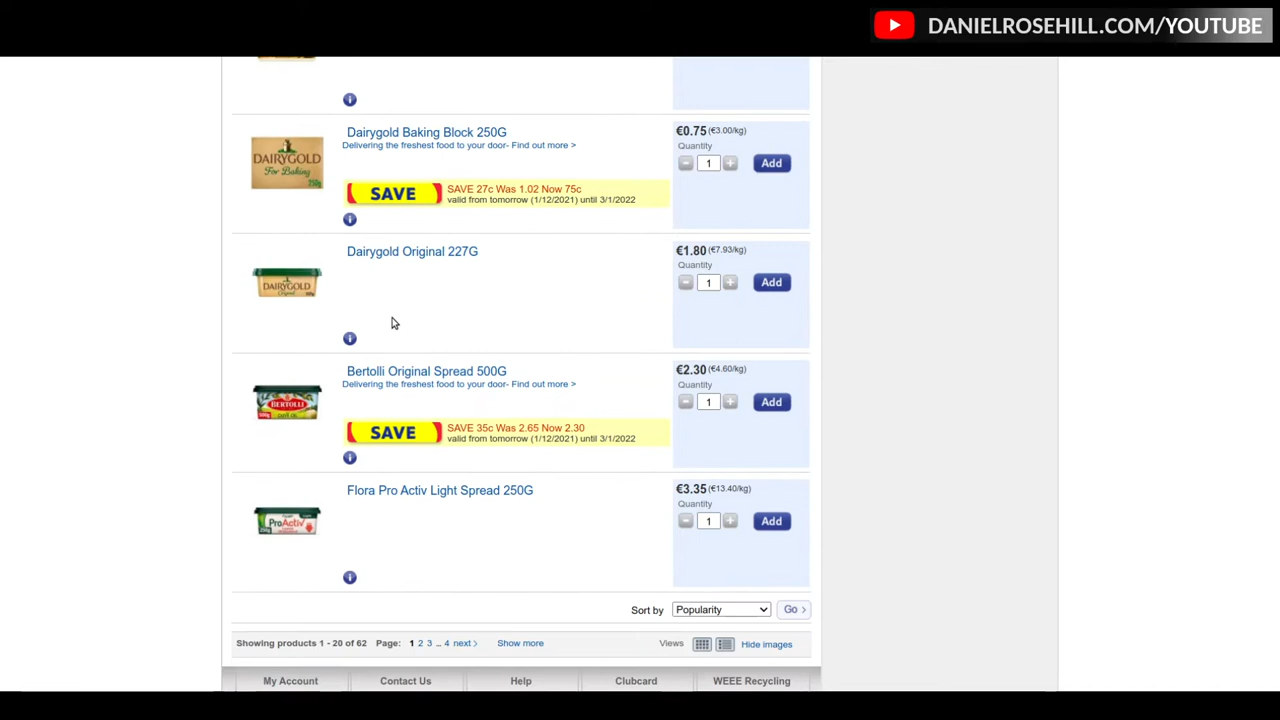 DANIELROSEHILL.COM/YOUTUBE
Dairygold Baking Block 250G
Delivering the freshest food to your door- Find out more >
€0.75 (€3.00/kg)
Quantity
1
Add
DAIRYGOLD
For Baking
SAVE
SAVE 27c Was 1.02 Now 75c
valid from tomorrow (1/12/2021) until 3/1/2022
Dairygold Original 227G
€1.80 (€7.93/kg)
Quantity
1
Add
DAIRYGOLD
Original
Bertolli Original Spread 500G
Delivering the freshest food to your door- Find out more >
€2.30 (€4.60/kg)
Quantity
1
Add
BERTOLLI
SAVE
SAVE 35c Was 2.65 Now 2.30
valid from tomorrow (1/12/2021) until 3/1/2022
Flora Pro Activ Light Spread 250G
€3.35 (€13.40/kg)
Quantity
1
Add
ProActiv
Sort by Popularity Go >
Showing products 1 - 20 of 62 Page: 1 2 3 ... 4 next > Show more Views Hide images
My Account Contact Us Help Clubcard WEEE Recycling